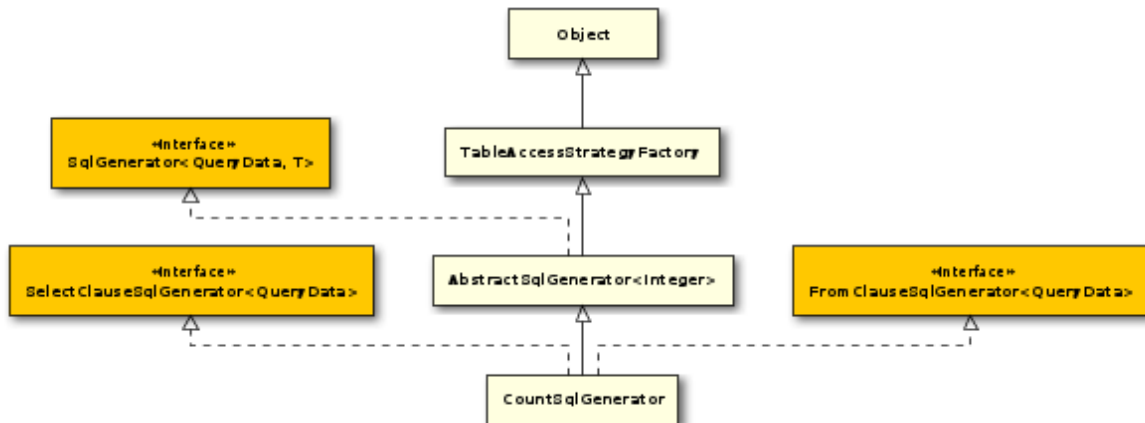 Object
«Interface»
SqlGenerator<QueryData, T>
TableAccessStrategyFactory
«Interface»
SelectClauseSqlGenerator<QueryData>
AbstractSqlGenerator<Integer>
«Interface»
FromClauseSqlGenerator<QueryData>
CountSqlGenerator